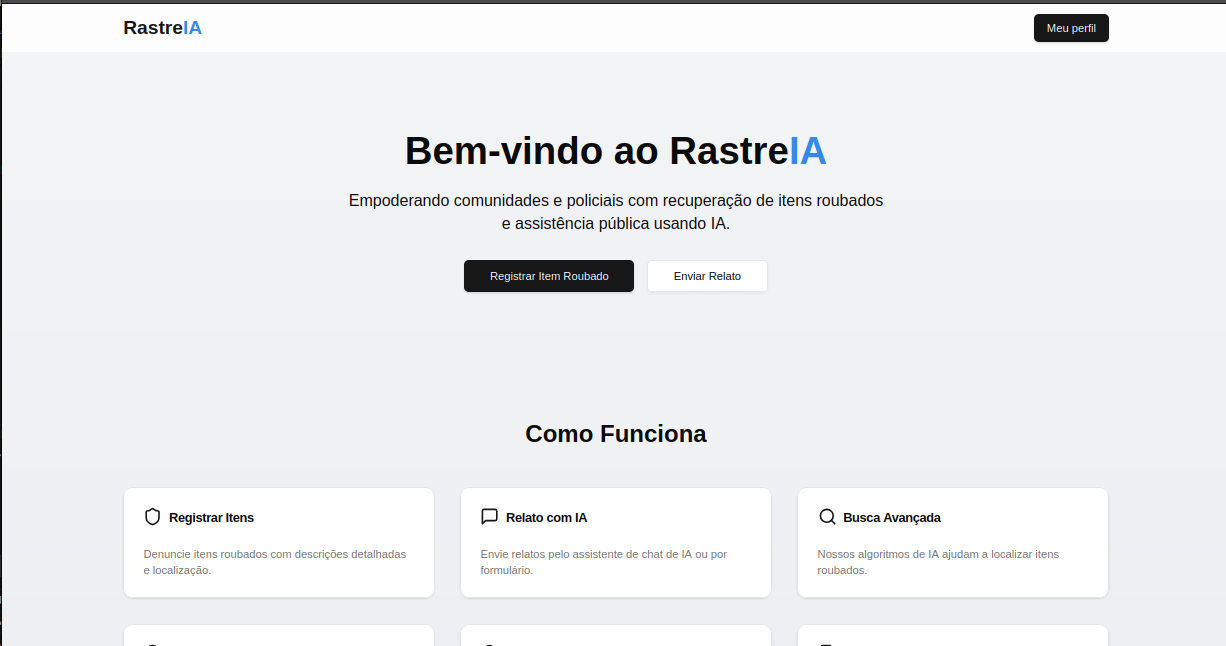 RastreIA
Meu perfil
Bem-vindo ao RastreIA
Empoderando comunidades e policiais com recuperação de itens roubados
e assistência pública usando IA.
Registrar Item Roubado
Enviar Relato
Como Funciona
Registrar Itens
Denuncie itens roubados com descrições detalhadas
e localização.
Relato com IA
Envie relatos pelo assistente de chat de IA ou por
formulário.
Busca Avançada
Nossos algoritmos de IA ajudam a localizar itens
roubados.